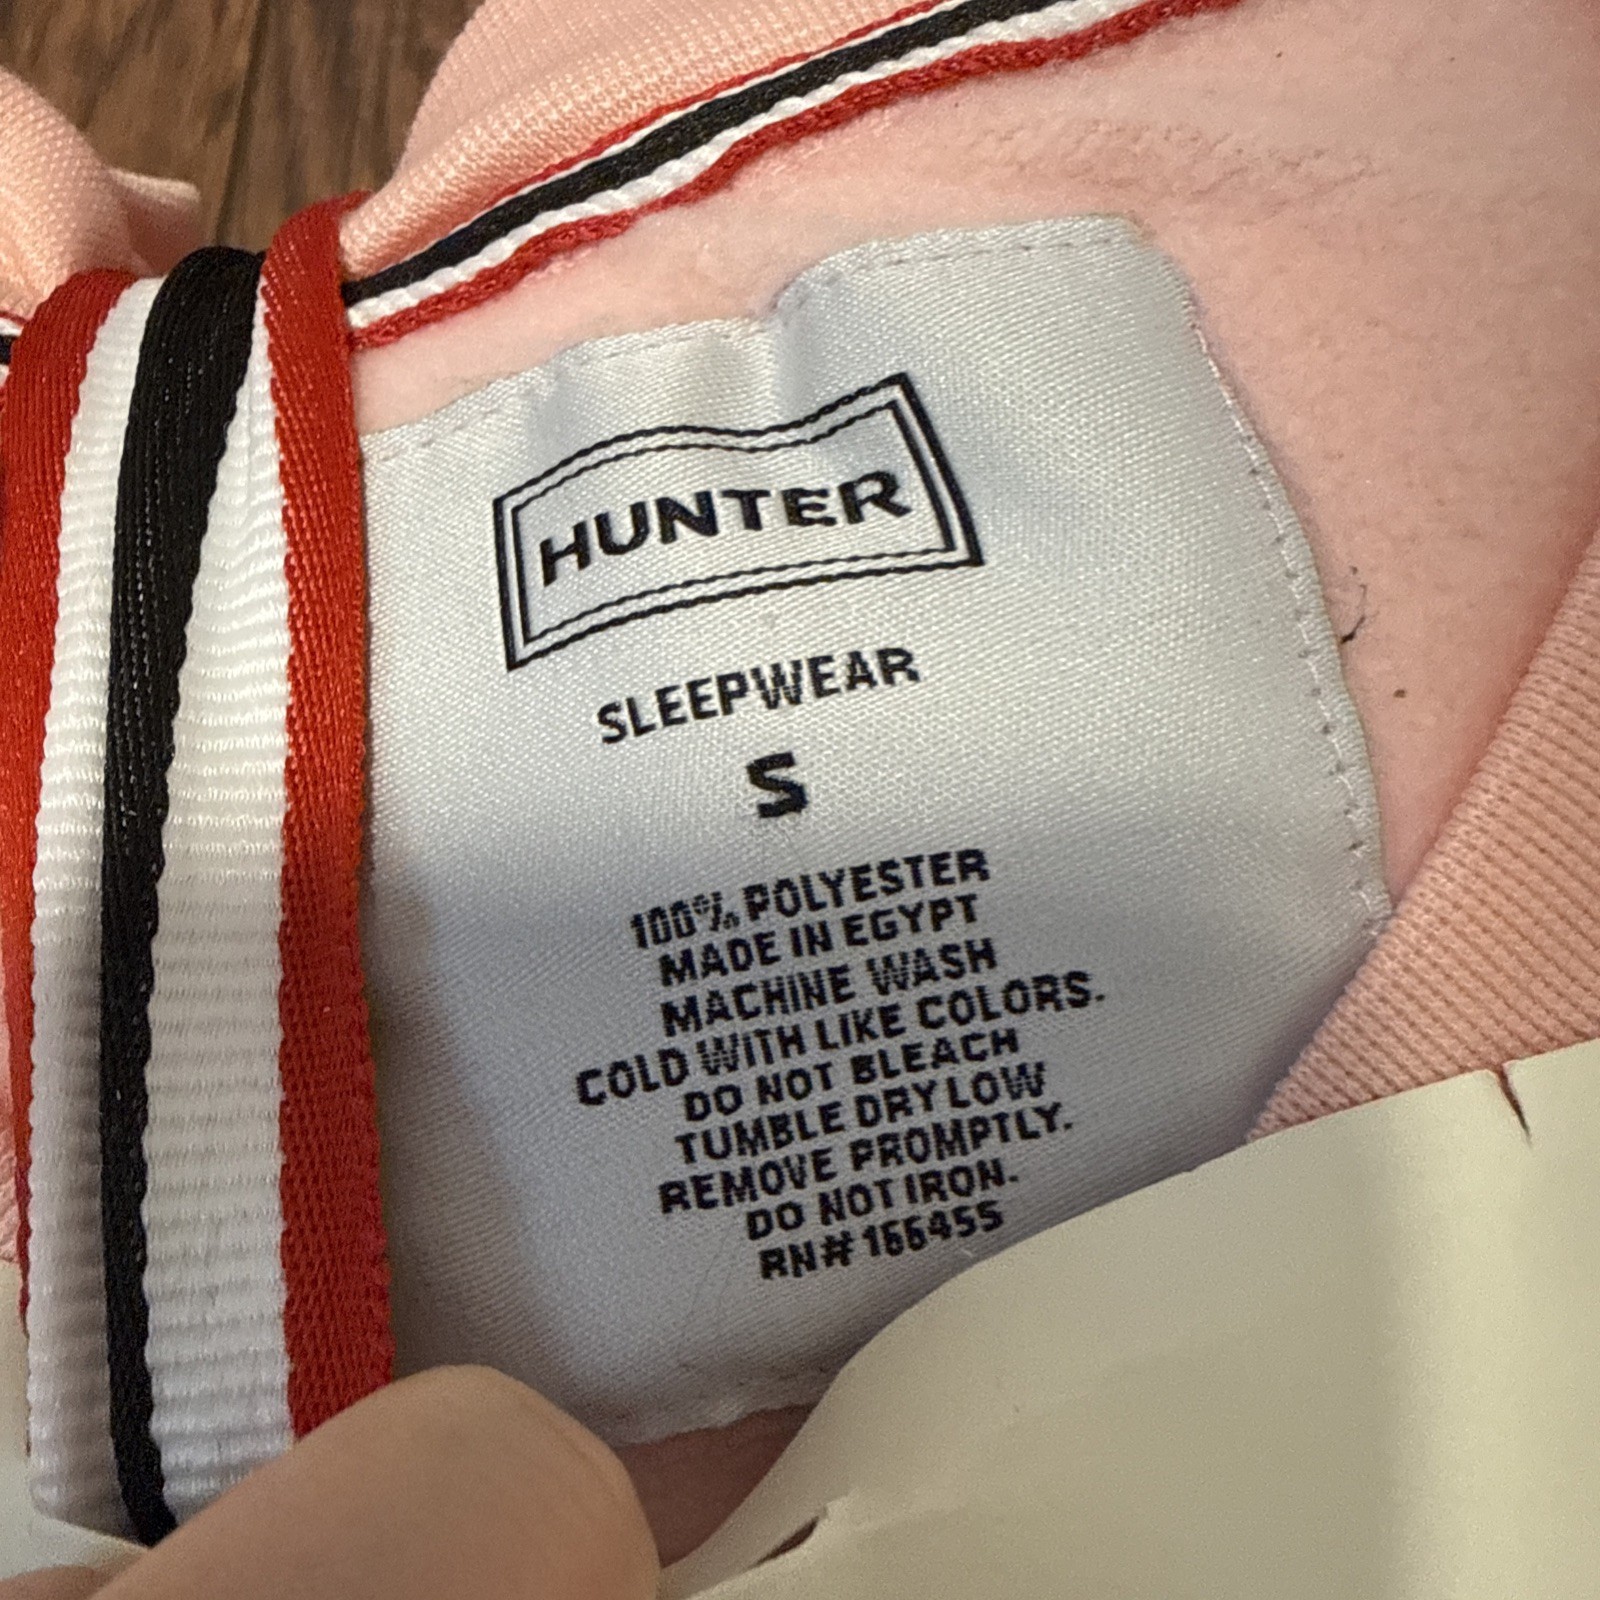 HUNTER
SLEEPWEAR
S
100% POLYESTER
MADE IN EGYPT
MACHINE WASH
COLD WITH LIKE COLORS.
DO NOT BLEACH
TUMBLE DRY LOW
REMOVE PROMPTLY.
DO NOT IRON.
RN# 166455